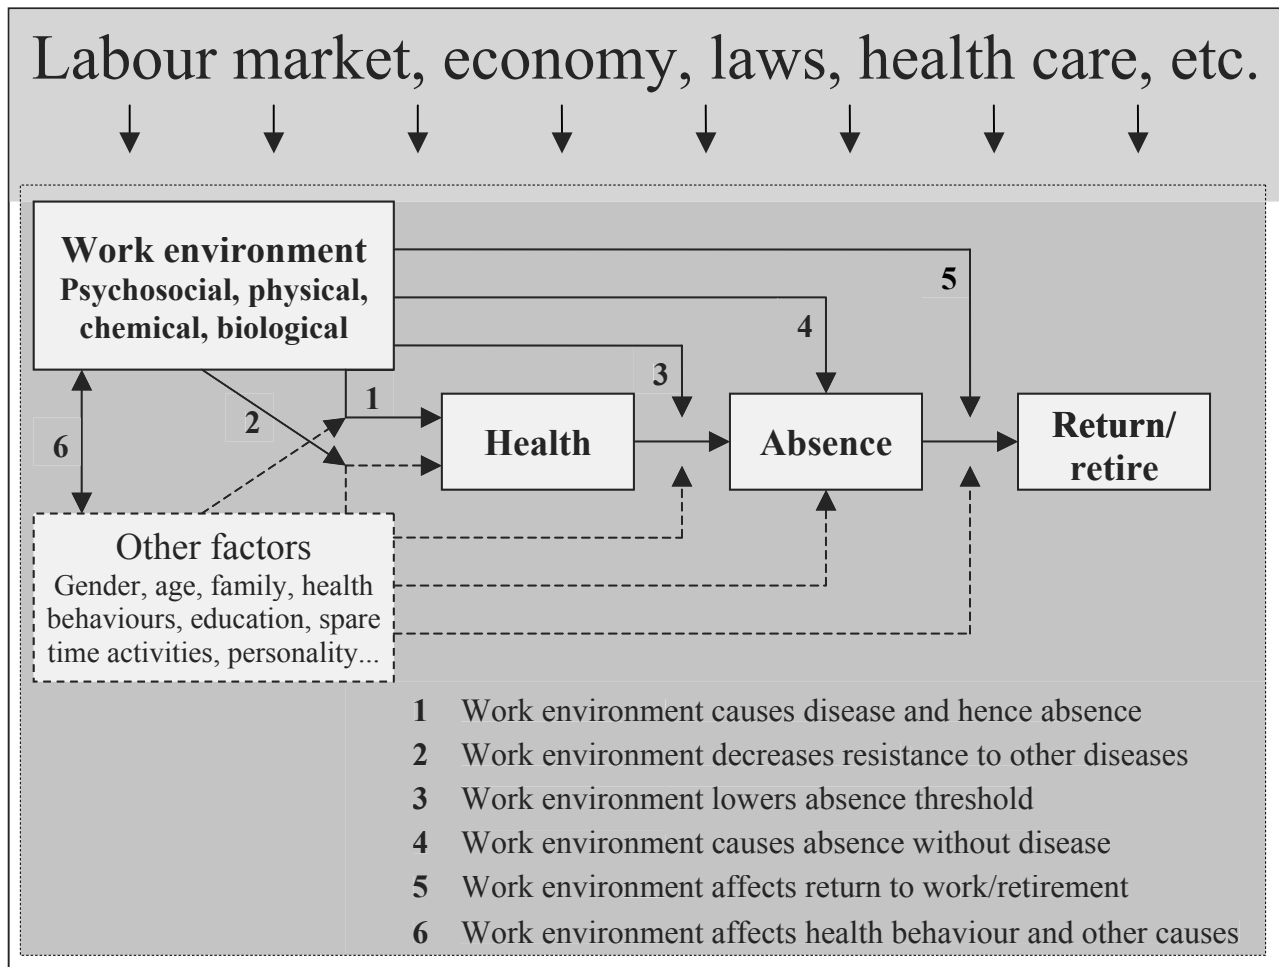 Labour market, economy, laws, health care, etc.
Work environment
Psychosocial, physical,
chemical, biological
5
4
3
1
2
6
Health
Absence
Return/
retire
Other factors
Gender, age, family, health
behaviours, education, spare
time activities, personality...
1 Work environment causes disease and hence absence
2 Work environment decreases resistance to other diseases
3 Work environment lowers absence threshold
4 Work environment causes absence without disease
5 Work environment affects return to work/retirement
6 Work environment affects health behaviour and other causes